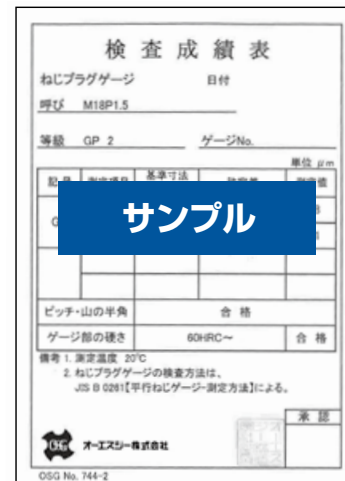 検査成績表
ねじプラグゲージ 日付
呼び M18P1.5
等級 GP 2 ゲージNo.
単位 μm
基準寸法
サンプル
ピッチ・山の半角 合格
ゲージ部の硬さ 60HRC～ 合格
備考 1. 測定温度 20℃
2. ねじプラグゲージの検査方法は、
JIS B 0261【平行ねじゲージ-測定方法】による。
承認
OSG オーエスジー株式会社
OSG No. 744-2